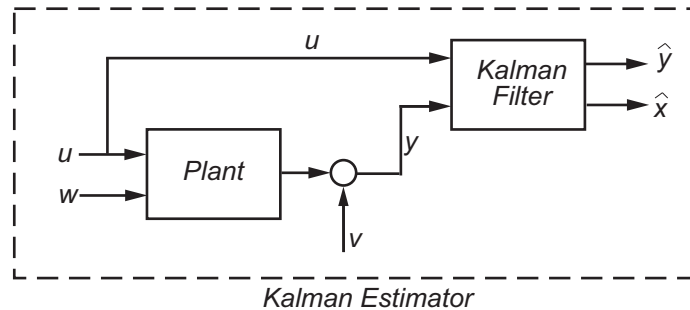 u
Kalman
Filter
ŷ
x̂
u
Plant
y
w
v
Kalman Estimator